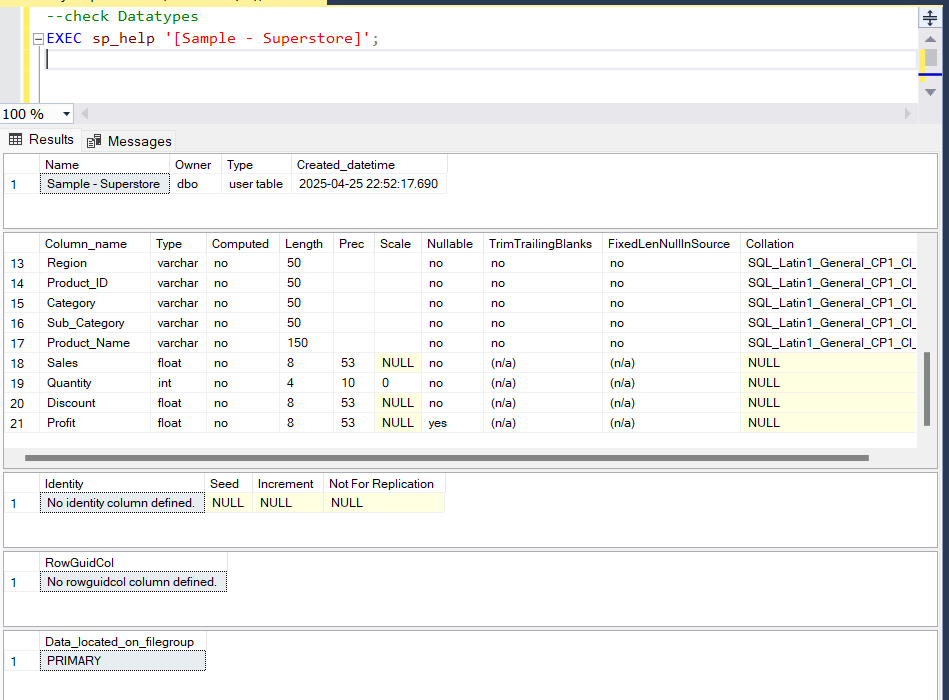 --check Datatypes
EXEC sp_help '[Sample - Superstore]';
100 %
Results Messages
Name Owner Type Created_datetime
1 Sample - Superstore dbo user table 2025-04-25 22:52:17.690
Column_name Type Computed Length Prec Scale Nullable TrimTrailingBlanks FixedLenNullInSource Collation
13 Region varchar no 50 no no no SQL_Latin1_General_CP1_CI_
14 Product_ID varchar no 50 no no no SQL_Latin1_General_CP1_CI_
15 Category varchar no 50 no no no SQL_Latin1_General_CP1_CI_
16 Sub_Category varchar no 50 no no no SQL_Latin1_General_CP1_CI_
17 Product_Name varchar no 150 no no no SQL_Latin1_General_CP1_CI_
18 Sales float no 8 53 NULL no (n/a) (n/a) NULL
19 Quantity int no 4 10 0 no (n/a) (n/a) NULL
20 Discount float no 8 53 NULL no (n/a) (n/a) NULL
21 Profit float no 8 53 NULL yes (n/a) (n/a) NULL
Identity Seed Increment Not For Replication
1 No identity column defined. NULL NULL NULL
RowGuidCol
1 No rowguidcol column defined.
Data_located_on_filegroup
1 PRIMARY